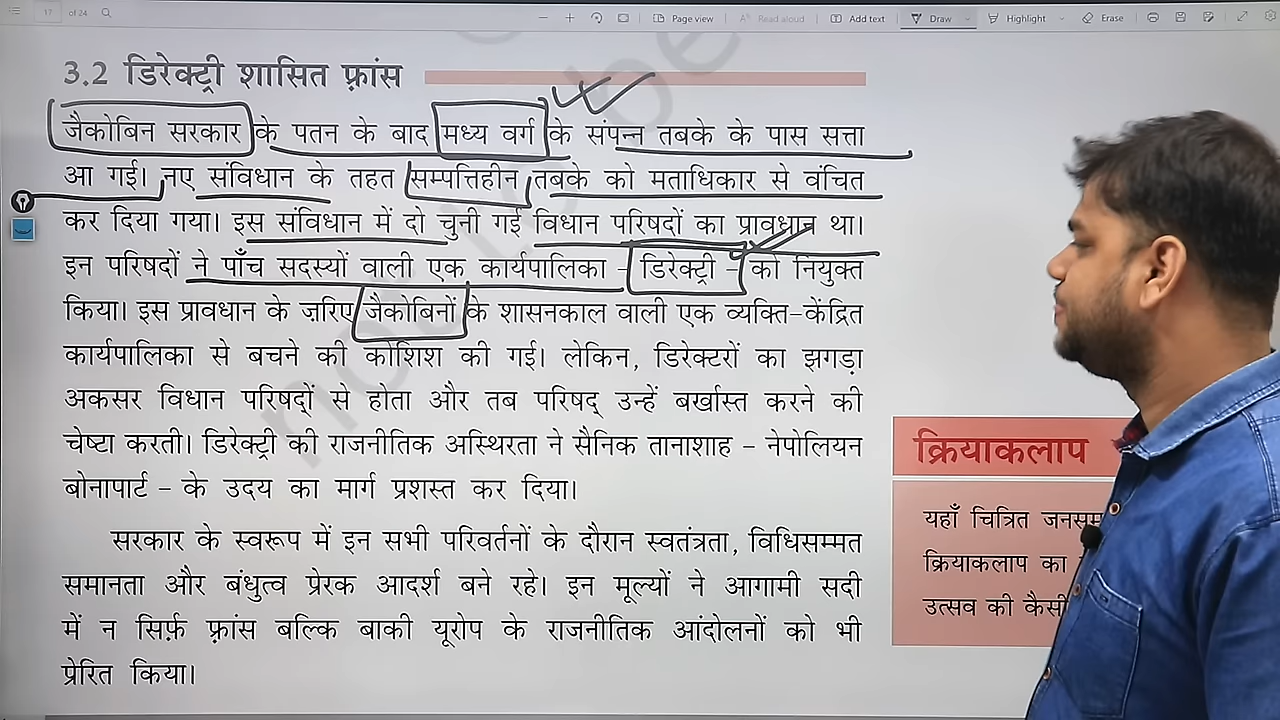 17 of 24
Page view
Read aloud
Add text
Draw
Highlight
Erase
3.2 डिरेक्ट्री शासित फ़्रांस
जैकोबिन सरकार के पतन के बाद मध्य वर्ग के संपन्न तबके के पास सत्ता
आ गई। नए संविधान के तहत सम्पत्तिहीन तबके को मताधिकार से वंचित
कर दिया गया। इस संविधान में दो चुनी गई विधान परिषदों का प्रावधान था।
इन परिषदों ने पाँच सदस्यों वाली एक कार्यपालिका – डिरेक्ट्री – को नियुक्त
किया। इस प्रावधान के ज़रिए जैकोबिनों के शासनकाल वाली एक व्यक्ति-केंद्रित
कार्यपालिका से बचने की कोशिश की गई। लेकिन, डिरेक्टरों का झगड़ा
अकसर विधान परिषदों से होता और तब परिषद् उन्हें बर्खास्त करने की
चेष्टा करती। डिरेक्ट्री की राजनीतिक अस्थिरता ने सैनिक तानाशाह – नेपोलियन
बोनापार्ट – के उदय का मार्ग प्रशस्त कर दिया।
सरकार के स्वरूप में इन सभी परिवर्तनों के दौरान स्वतंत्रता, विधिसम्मत
समानता और बंधुत्व प्रेरक आदर्श बने रहे। इन मूल्यों ने आगामी सदी
में न सिर्फ़ फ़्रांस बल्कि बाकी यूरोप के राजनीतिक आंदोलनों को भी
प्रेरित किया।
क्रियाकलाप
यहाँ चित्रित
क्रियाकलाप का
उत्सव की कैसी